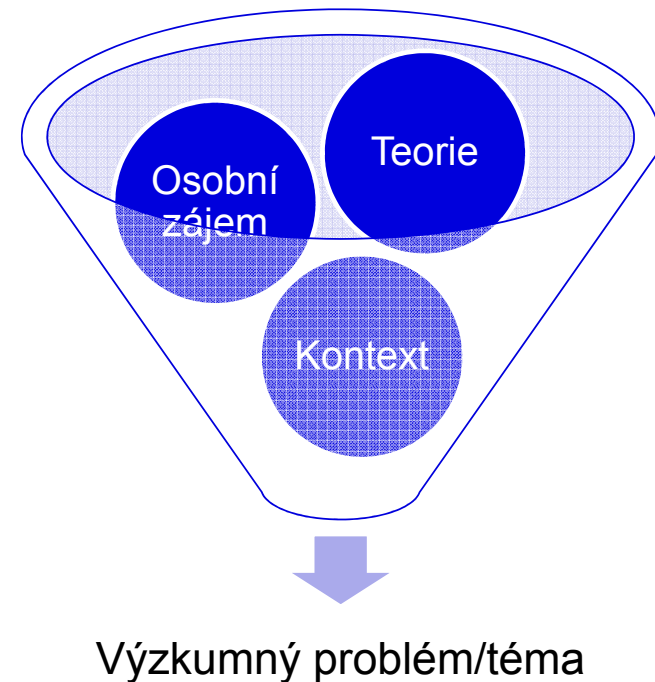 Teorie
Osobní
zájem
Kontext
Výzkumný problém/téma